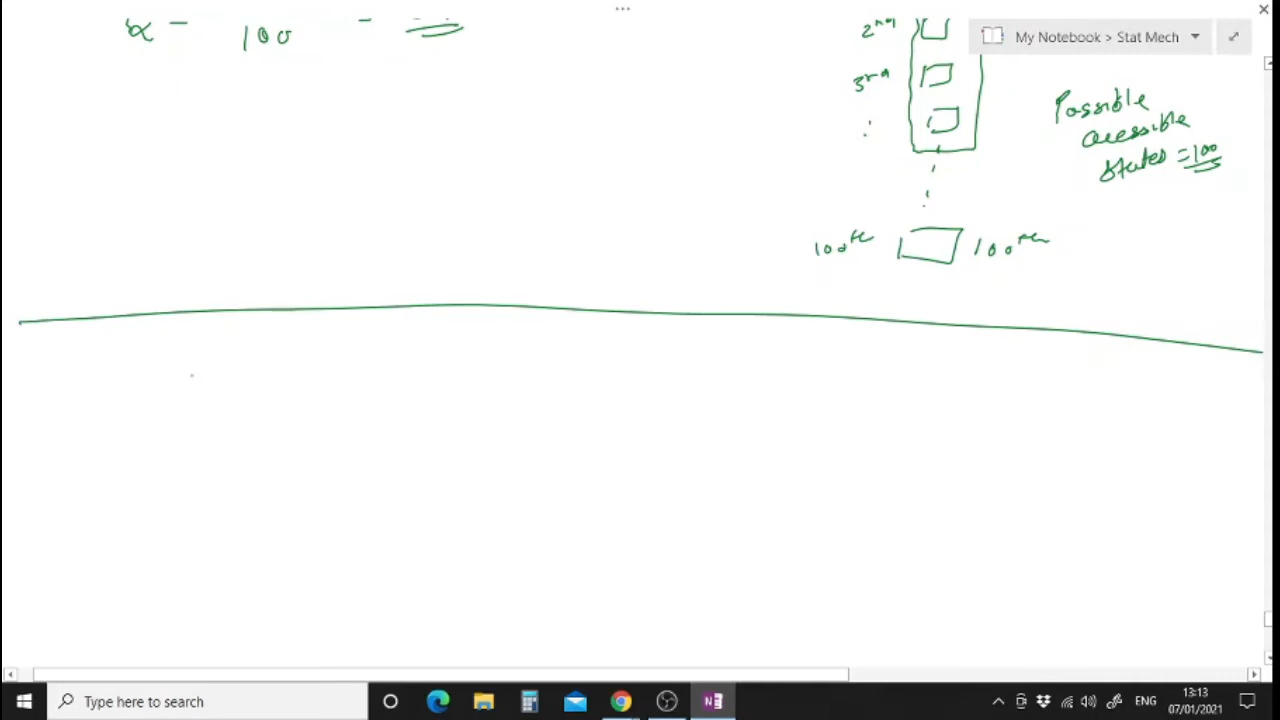 ...
My Notebook > Stat Mech
α = 100 =
2nd
3rd
Possible
acessible
states = 100
100th 100th
Type here to search
N
ENG
13:13
07/01/2021